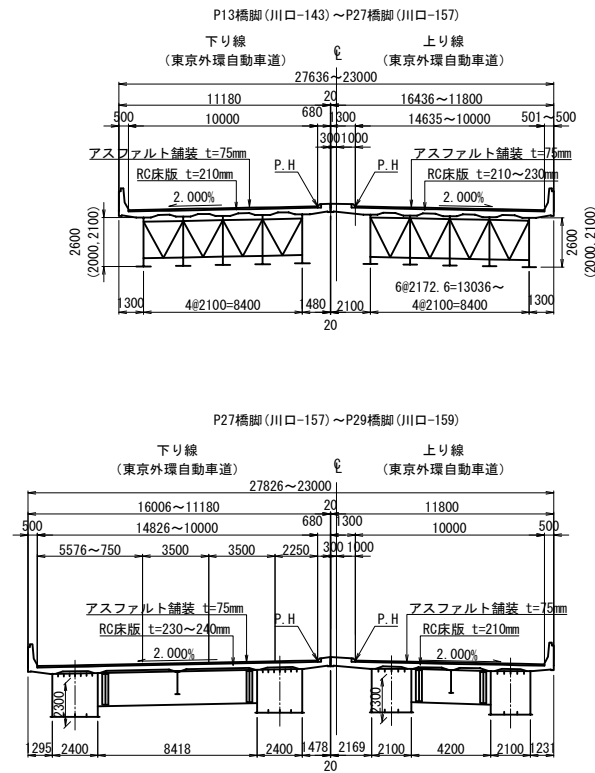 P13橋脚(川口-143)～P27橋脚(川口-157)
下り線
(東京外環自動車道)
℄
上り線
(東京外環自動車道)
27636～23000
11180
20
16436～11800
500
10000
680
1300
14635～10000
501～500
300
1000
アスファルト舗装 t=75mm
P.H
P.H
アスファルト舗装 t=75mm
RC床版 t=210mm
RC床版 t=210～230mm
2.000%
2.000%
2600
(2000,2100)
2600
(2000,2100)
6@2172.6=13036～
1300
4@2100=8400
1480
2100
4@2100=8400
1300
20
P27橋脚(川口-157)～P29橋脚(川口-159)
下り線
(東京外環自動車道)
℄
上り線
(東京外環自動車道)
27826～23000
16006～11180
20
11800
500
14826～10000
680
1300
10000
500
5576～750
3500
3500
2250
300
1000
アスファルト舗装 t=75mm
P.H
P.H
アスファルト舗装 t=75mm
RC床版 t=230～240mm
RC床版 t=210mm
2.000%
2.000%
2300
2300
1295
2400
8418
2400
1478
2169
2100
4200
2100
1231
20